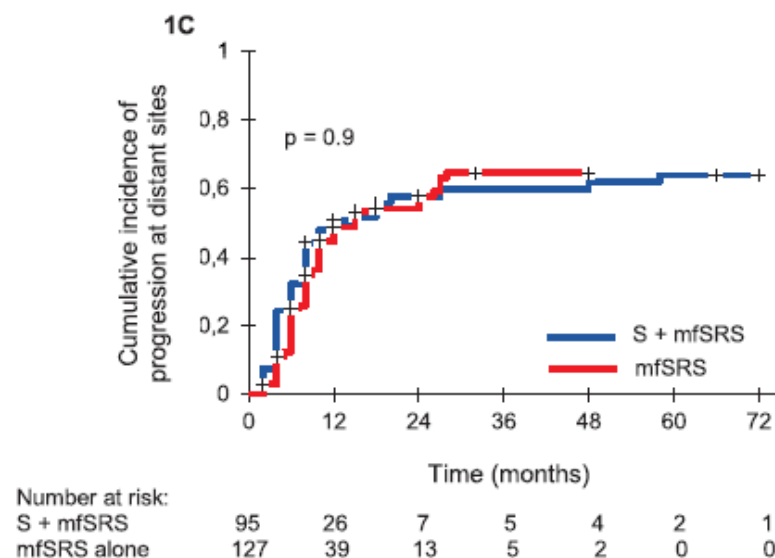 1C
Cumulative incidence of
progression at distant sites
1
0,8
0,6
0,4
0,2
0
p = 0.9
S + mfSRS
mfSRS
0 12 24 36 48 60 72
Time (months)
Number at risk:
S + mfSRS 95 26 7 5 4 2 1
mfSRS alone 127 39 13 5 2 0 0